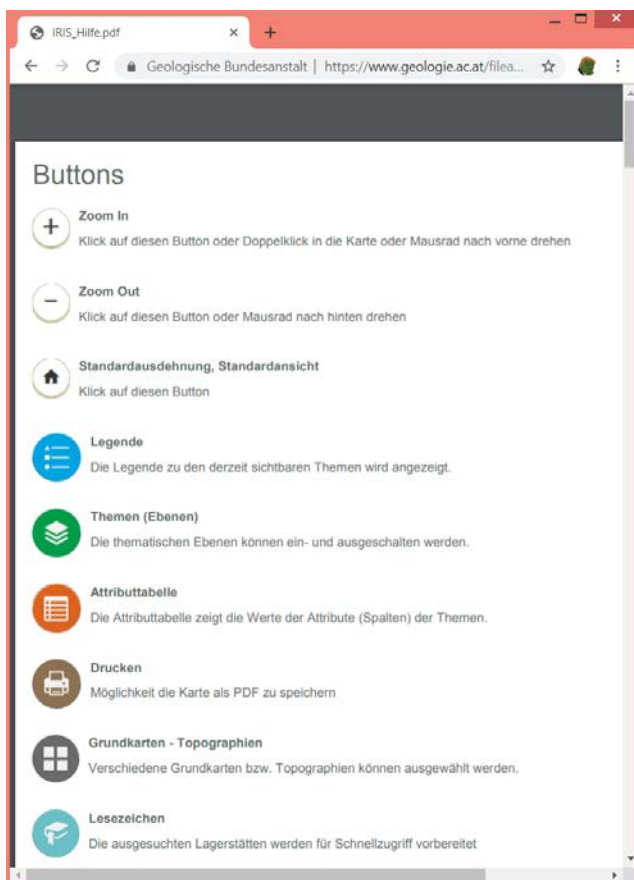 IRIS_Hilfe.pdf
Geologische Bundesanstalt | https://www.geologie.ac.at/filea...
Buttons
Zoom In
Klick auf diesen Button oder Doppelklick in die Karte oder Mausrad nach vorne drehen
Zoom Out
Klick auf diesen Button oder Mausrad nach hinten drehen
Standardausdehnung, Standardansicht
Klick auf diesen Button
Legende
Die Legende zu den derzeit sichtbaren Themen wird angezeigt.
Themen (Ebenen)
Die thematischen Ebenen können ein- und ausgeschalten werden.
Attributtabelle
Die Attributtabelle zeigt die Werte der Attribute (Spalten) der Themen.
Drucken
Möglichkeit die Karte als PDF zu speichern
Grundkarten - Topographien
Verschiedene Grundkarten bzw. Topographien können ausgewählt werden.
Lesezeichen
Die ausgesuchten Lagerstätten werden für Schnellzugriff vorbereitet